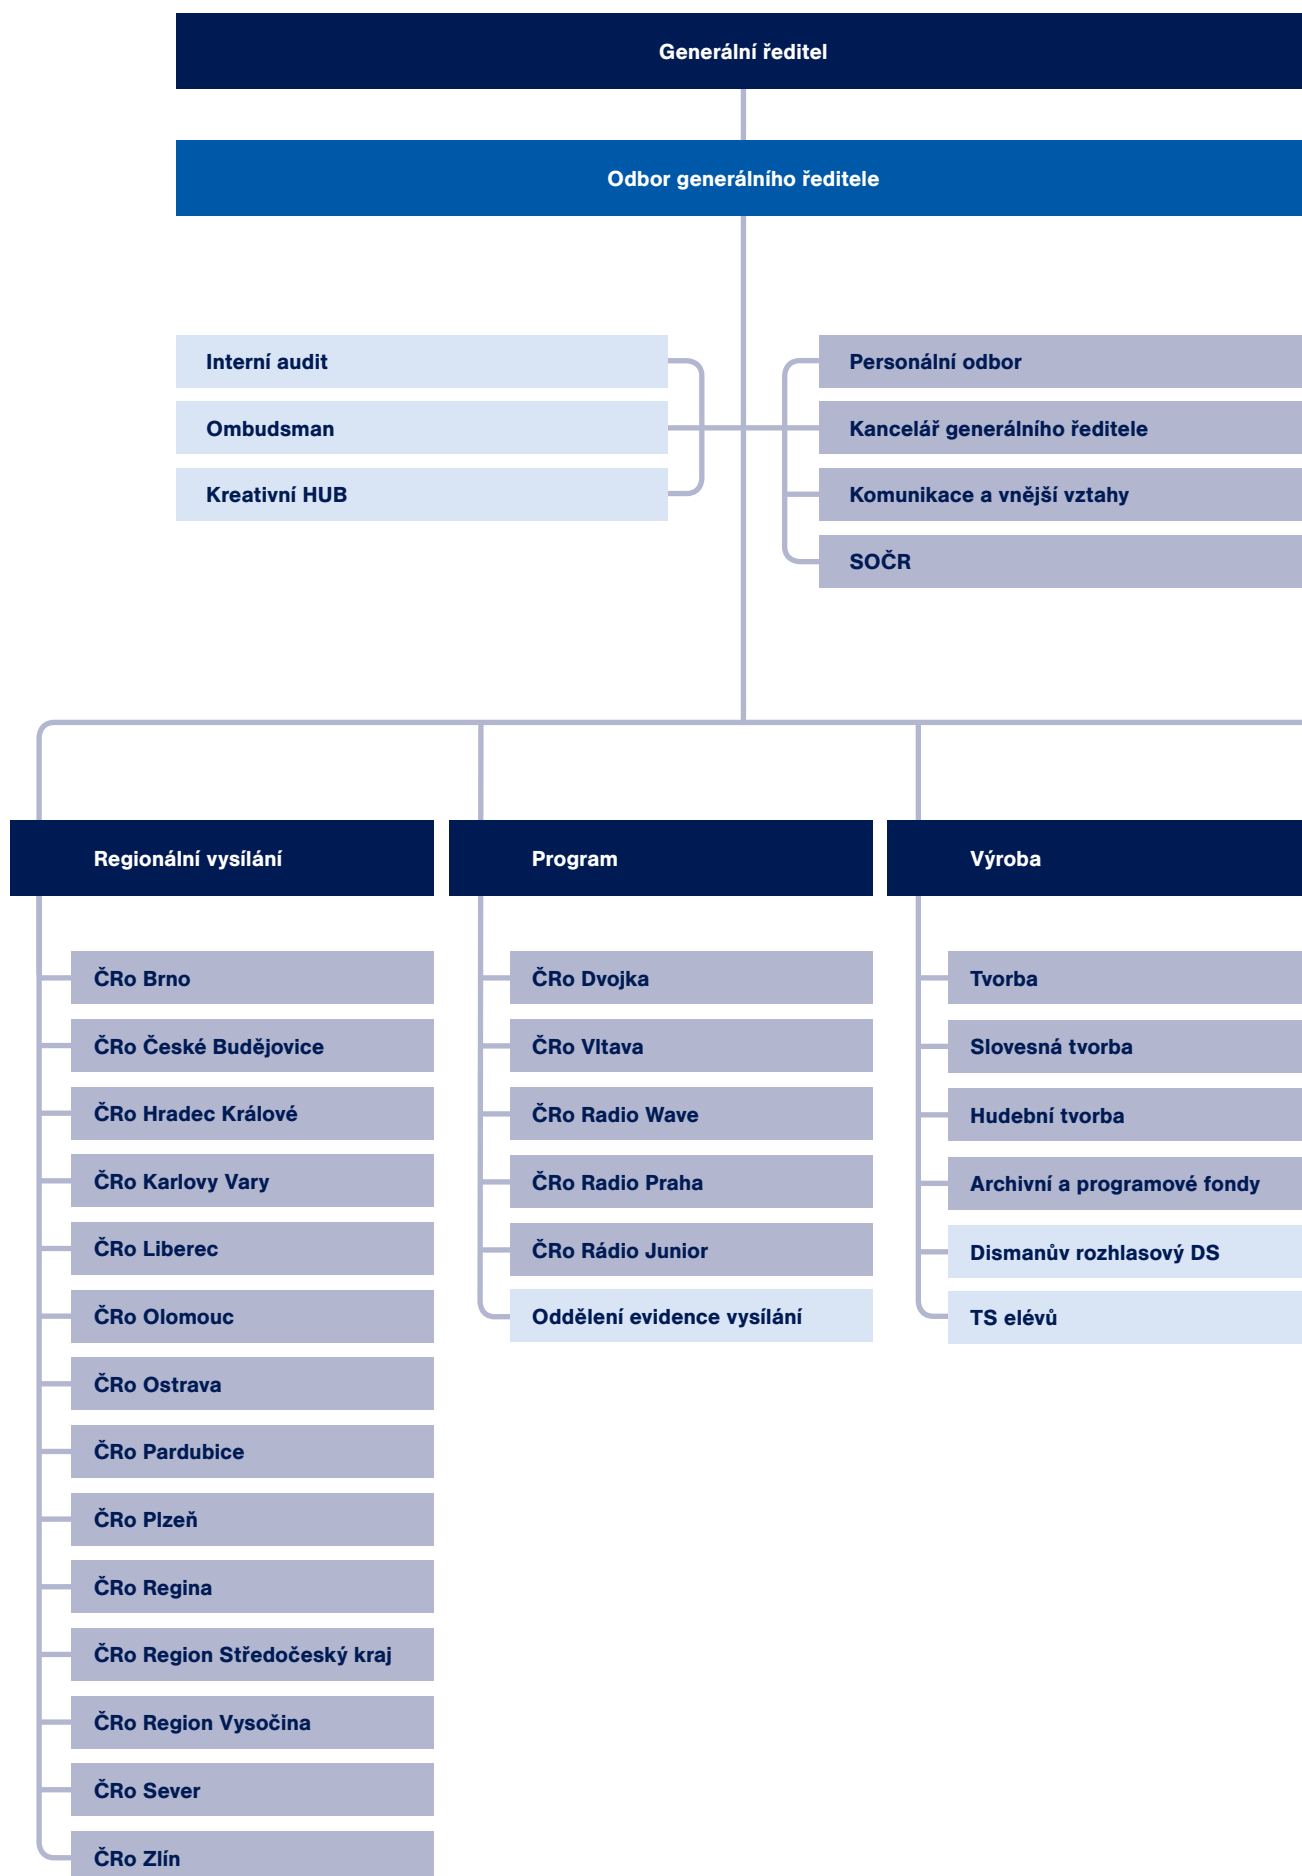 Generální ředitel
Odbor generálního ředitele
Interní audit
Ombudsman
Kreativní HUB
Personální odbor
Kancelář generálního ředitele
Komunikace a vnější vztahy
SOČR
Regionální vysílání
ČRo Brno
ČRo České Budějovice
ČRo Hradec Králové
ČRo Karlovy Vary
ČRo Liberec
ČRo Olomouc
ČRo Ostrava
ČRo Pardubice
ČRo Plzeň
ČRo Regina
ČRo Region Středočeský kraj
ČRo Region Vysočina
ČRo Sever
ČRo Zlín
Program
ČRo Dvojka
ČRo Vltava
ČRo Radio Wave
ČRo Radio Praha
ČRo Rádio Junior
Oddělení evidence vysílání
Výroba
Tvorba
Slovesná tvorba
Hudební tvorba
Archivní a programové fondy
Dismanův rozhlasový DS
TS elévů